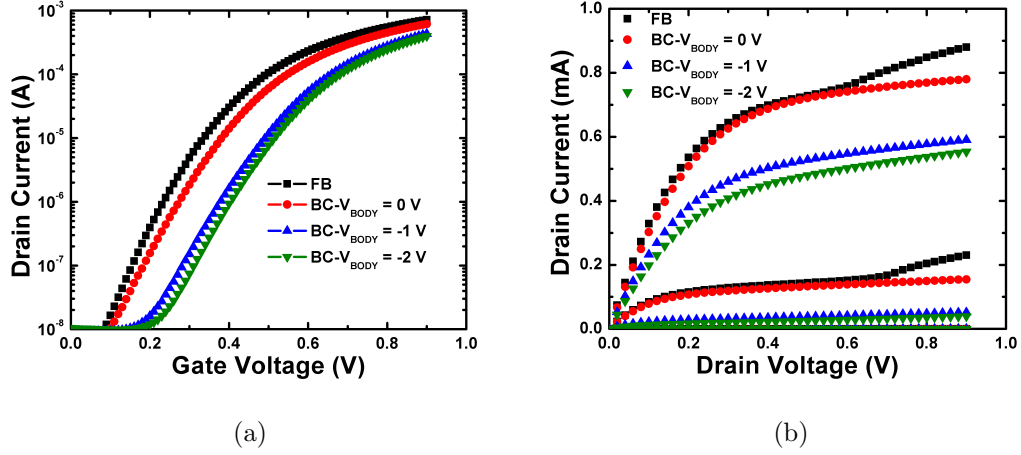 10⁻³
10⁻⁴
10⁻⁵
10⁻⁶
10⁻⁷
10⁻⁸
Drain Current (A)
FB
BC-V_BODY = 0 V
BC-V_BODY = -1 V
BC-V_BODY = -2 V
0.0 0.2 0.4 0.6 0.8 1.0
Gate Voltage (V)
(a)
1.0
0.8
0.6
0.4
0.2
0.0
Drain Current (mA)
FB
BC-V_BODY = 0 V
BC-V_BODY = -1 V
BC-V_BODY = -2 V
0.0 0.2 0.4 0.6 0.8 1.0
Drain Voltage (V)
(b)